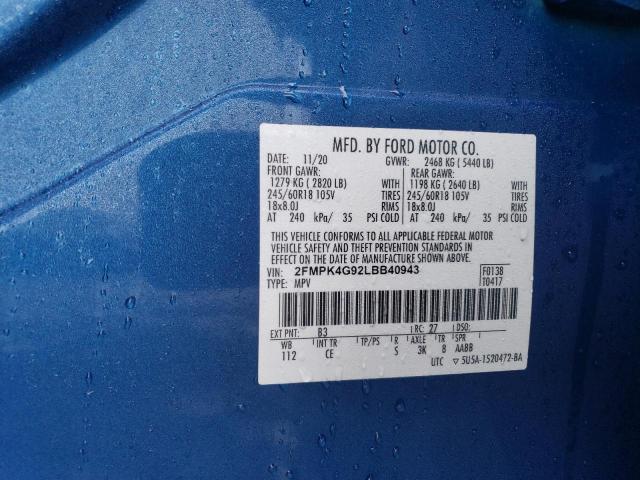 MFD. BY FORD MOTOR CO.
DATE: 11/20 GVWR: 2468 KG ( 5440 LB)
FRONT GAWR: REAR GAWR:
1279 KG ( 2820 LB) 1198 KG ( 2640 LB)
245/60R18 105V TIRES 245/60R18 105V TIRES
18x8.0J RIMS 18x8.0J RIMS
AT 240 kPa/ 35 PSI COLD AT 240 kPa/ 35 PSI COLD
THIS VEHICLE CONFORMS TO ALL APPLICABLE FEDERAL MOTOR
VEHICLE SAFETY AND THEFT PREVENTION STANDARDS IN
EFFECT ON THE DATE OF MANUFACTURE SHOWN ABOVE.
VIN: 2FMPK4G92LBB40943 F0138
TYPE: MPV T0417
EXT PNT: B3 RC: 27 DSO:
WB INT TR TP/PS R AXLE TR SPR
112 CE S 3K 8 AABB
UTC ▽ 5U5A-1520472-BA